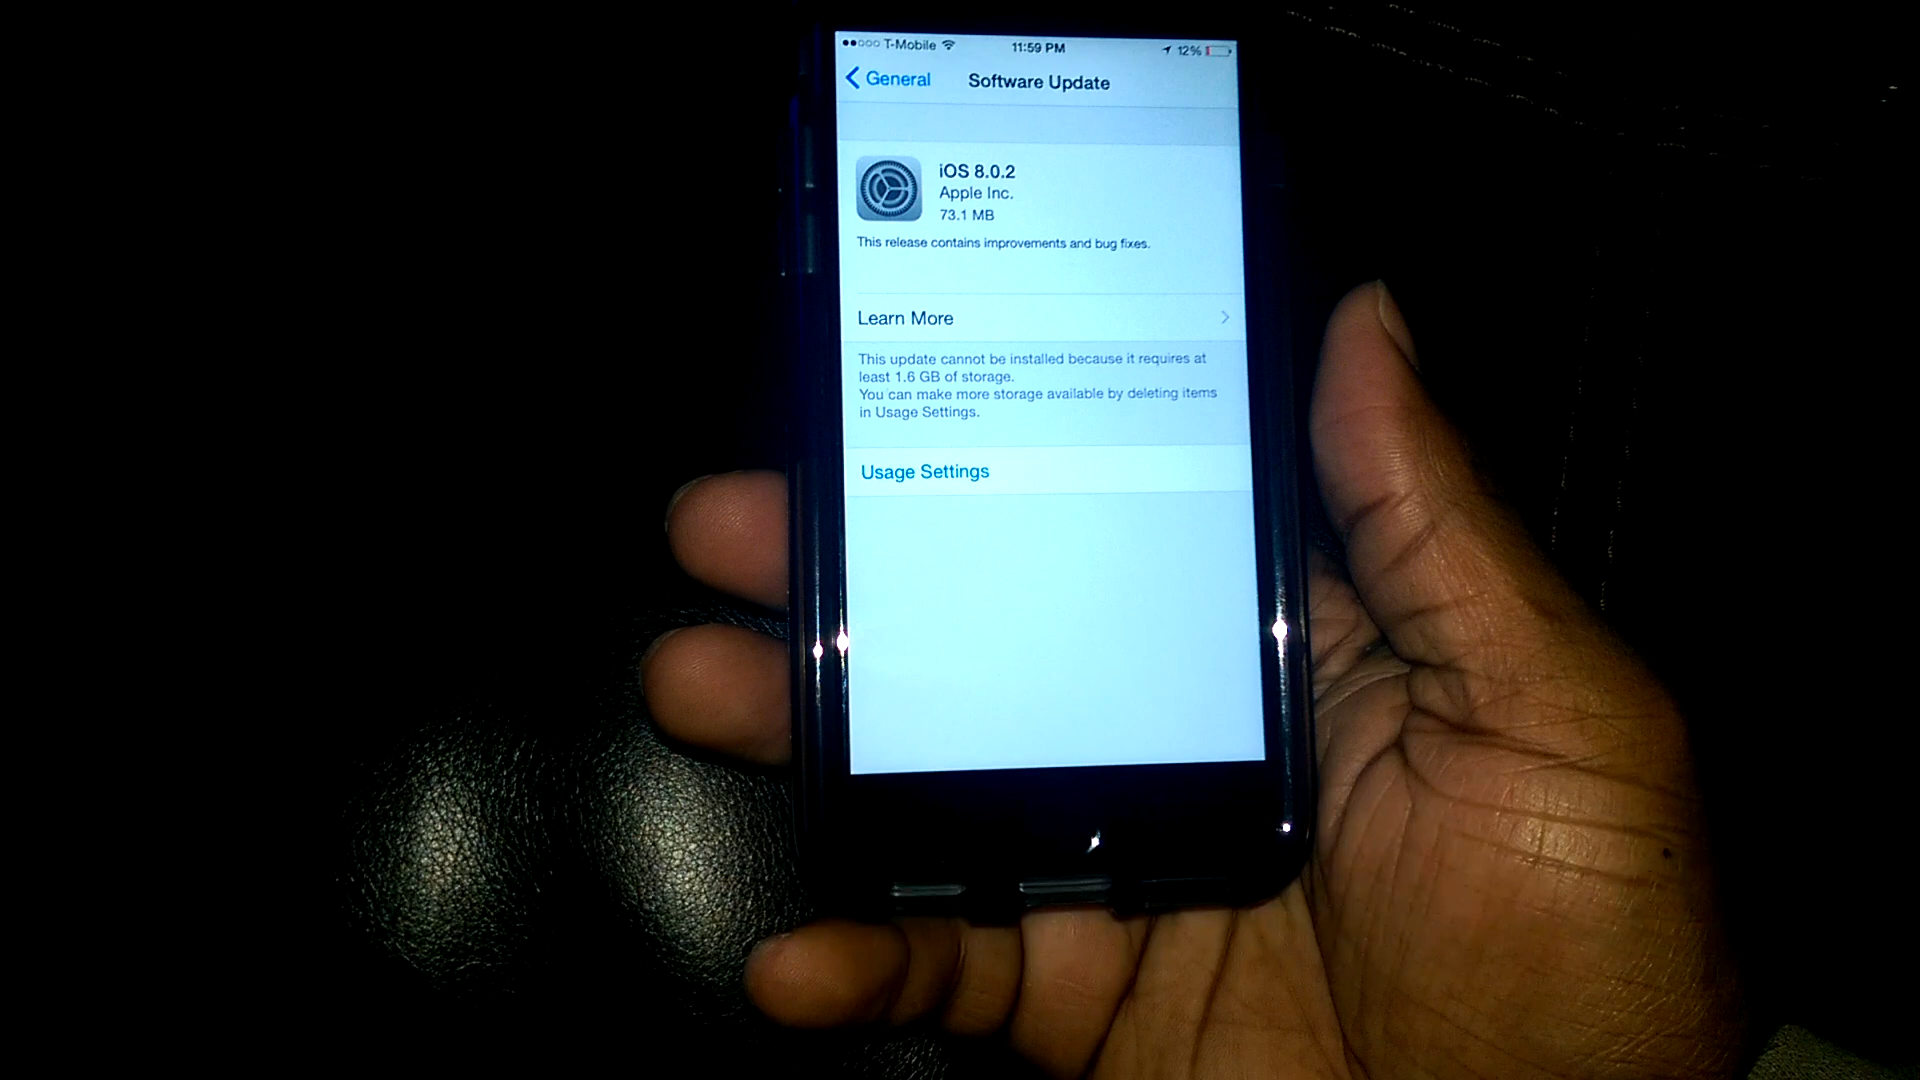 T-Mobile 11:59 PM 12%
General Software Update
iOS 8.0.2
Apple Inc.
73.1 MB
This release contains improvements and bug fixes.
Learn More
This update cannot be installed because it requires at
least 1.6 GB of storage.
You can make more storage available by deleting items
in Usage Settings.
Usage Settings